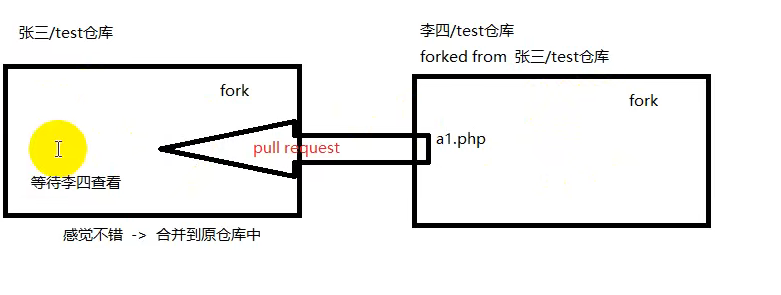 张三/test仓库
fork
等待李四查看
感觉不错 -> 合并到原仓库中
pull request
李四/test仓库
forked from 张三/test仓库
fork
a1.php